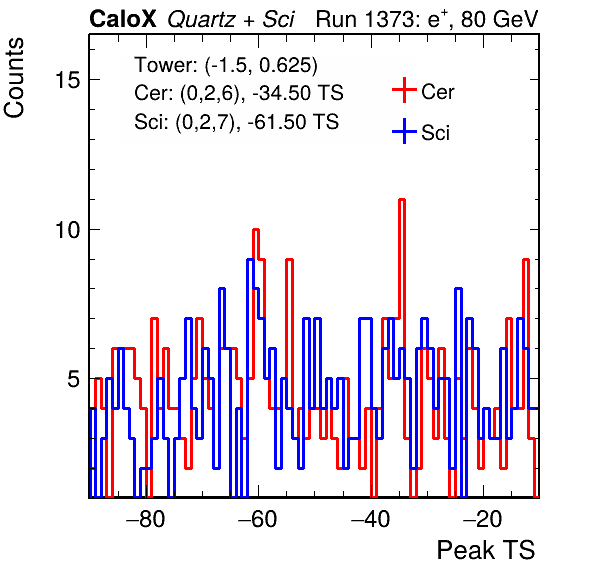 CaloX Quartz + Sci Run 1373: e+, 80 GeV
Counts
Tower: (-1.5, 0.625)
Cer: (0,2,6), -34.50 TS
Sci: (0,2,7), -61.50 TS
Cer
Sci
15
10
5
−80 −60 −40 −20
Peak TS